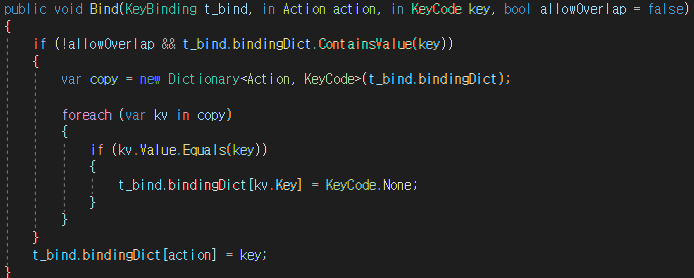 public void Bind(KeyBinding t_bind, in Action action, in KeyCode key, bool allowOverlap = false)
{
    if (!allowOverlap && t_bind.bindingDict.ContainsValue(key))
    {
        var copy = new Dictionary<Action, KeyCode>(t_bind.bindingDict);

        foreach (var kv in copy)
        {
            if (kv.Value.Equals(key))
            {
                t_bind.bindingDict[kv.Key] = KeyCode.None;
            }
        }
    }
    t_bind.bindingDict[action] = key;
}